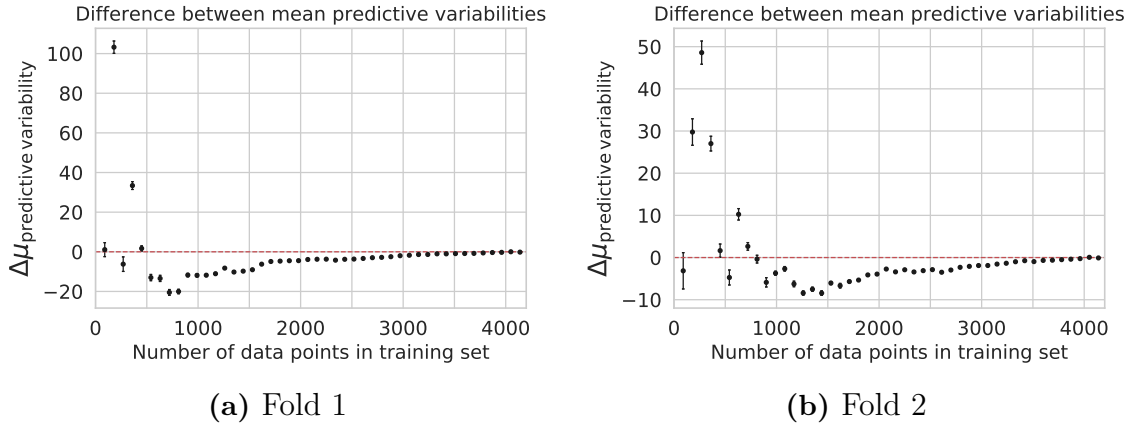 Difference between mean predictive variabilities
Δμpredictive variability
100
80
60
40
20
0
−20
0 1000 2000 3000 4000
Number of data points in training set
(a) Fold 1
Difference between mean predictive variabilities
Δμpredictive variability
50
40
30
20
10
0
−10
0 1000 2000 3000 4000
Number of data points in training set
(b) Fold 2